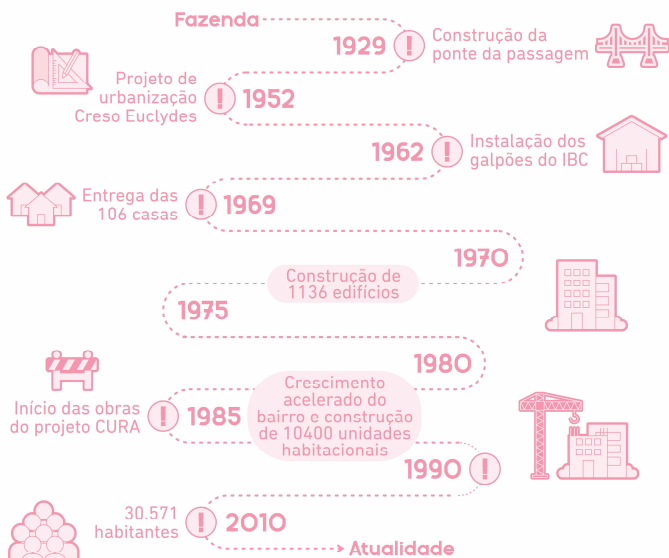 Fazenda
1929
Construção da
ponte da passagem
Projeto de
urbanização
Creso Euclydes
1952
1962
Instalação dos
galpões do IBC
Entrega das
106 casas
1969
1970
Construção de
1136 edifícios
1975
1980
Crescimento
acelerado do
bairro e construção
de 10400 unidades
habitacionais
Início das obras
do projeto CURA
1985
1990
30.571
habitantes
2010
Atualidade